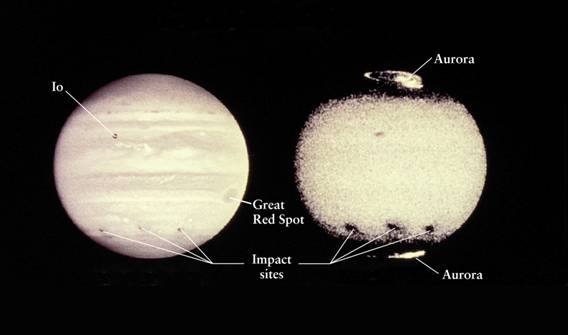 Aurora
Io
Great
Red Spot
Impact
sites
Aurora